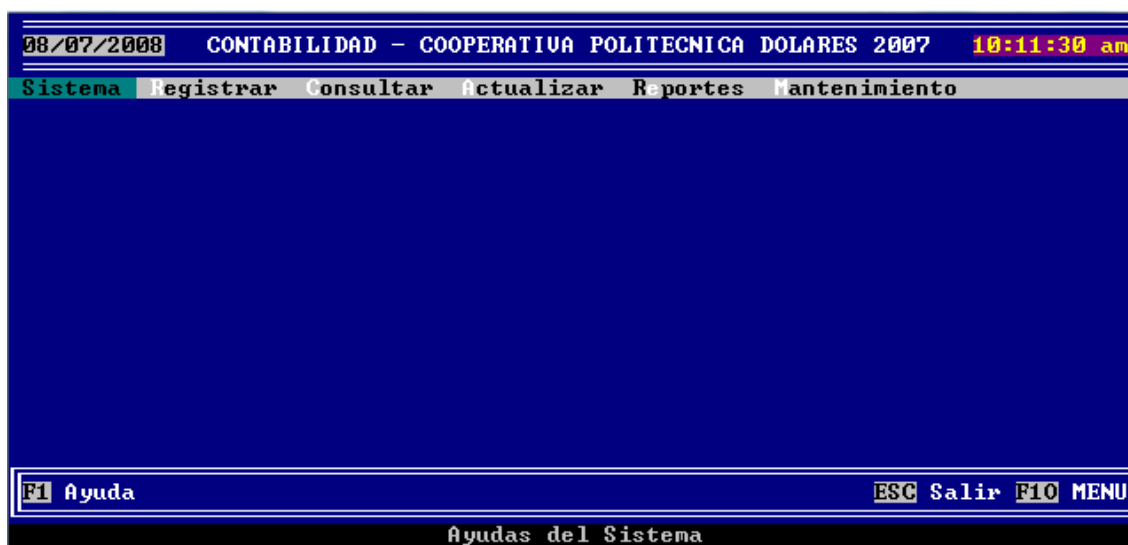 08/07/2008 CONTABILIDAD - COOPERATIVA POLITECNICA DOLARES 2007 10:11:30 am
Sistema Registrar Consultar Actualizar Reportes Mantenimiento
F1 Ayuda ESC Salir F10 MENU
Ayudas del Sistema